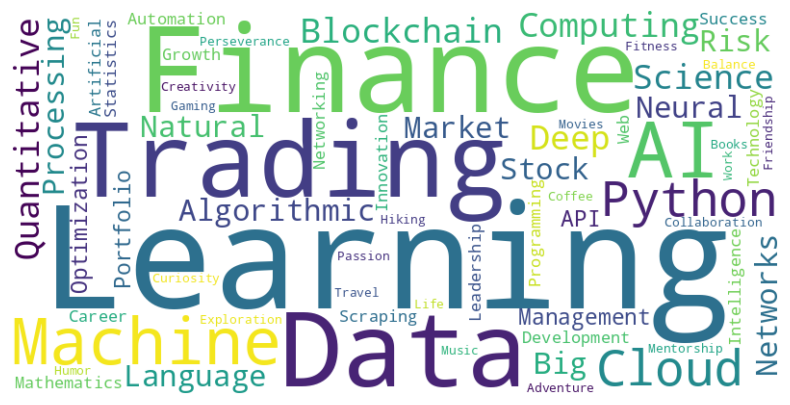 Automation
Success
Fun
Perseverance
Blockchain
Computing
Finance
Risk
Quantitative
Processing
Artificial
Statistics
Growth
Fitness
Balance
Creativity
Science
Gaming
Networking
Neural
Natural
Trading
Innovation
Market
Deep
Movies
Web
AI
Books
Work
Technology
Friendship
Stock
Optimization
Portfolio
Algorithmic
Hiking
Coffee
Python
API
Programming
Collaboration
Learning
Leadership
Passion
Curiosity
Travel
Life
Intelligence
Networks
Career
Exploration
Scraping
Management
Machine
Data
Development
Music
Mentorship
Humor
Mathematics
Language
Big
Cloud
Adventure